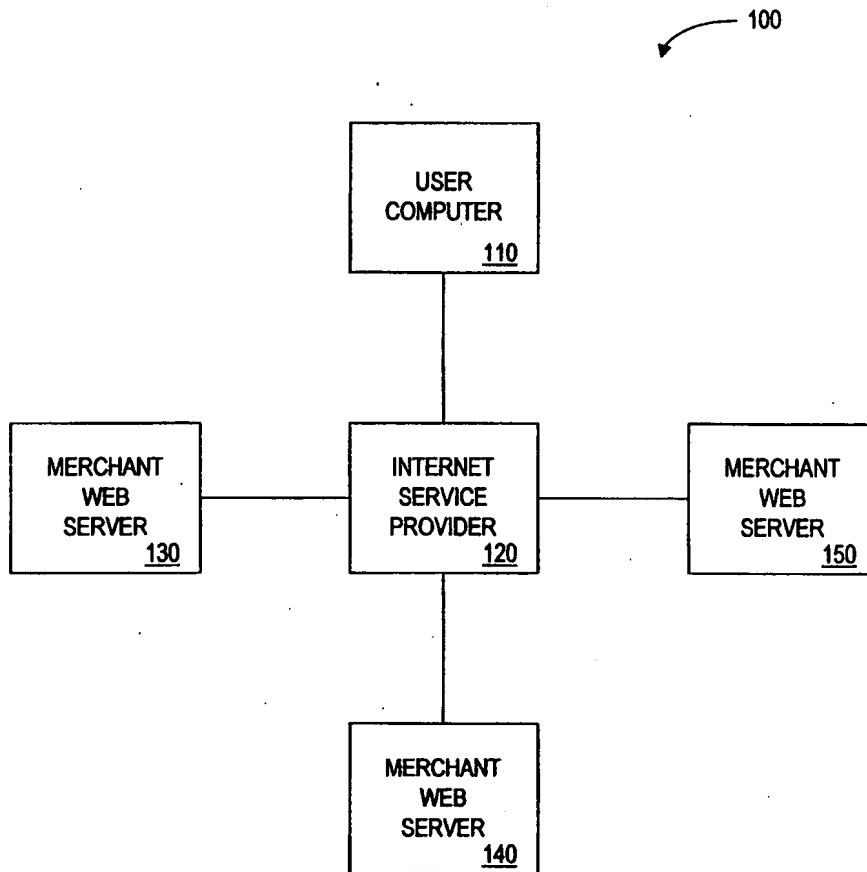 100
USER
COMPUTER
110
MERCHANT
WEB
SERVER
130
INTERNET
SERVICE
PROVIDER
120
MERCHANT
WEB
SERVER
150
MERCHANT
WEB
SERVER
140